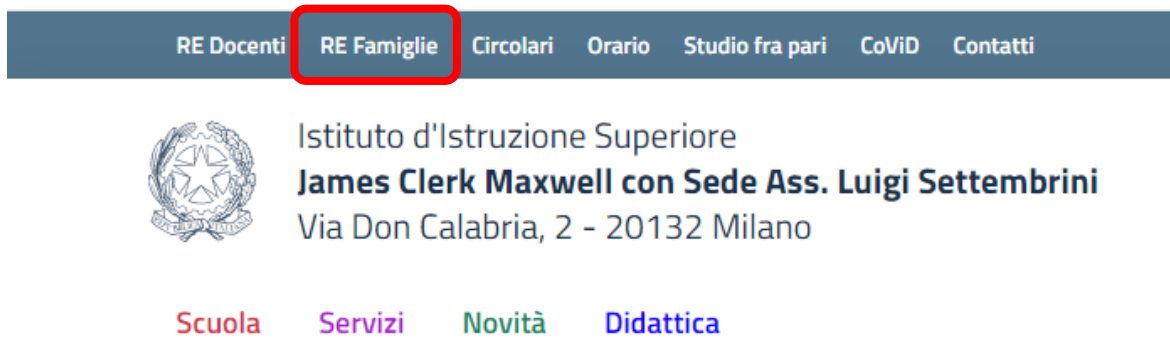 RE Docenti RE Famiglie Circolari Orario Studio fra pari CoViD Contatti
Istituto d'Istruzione Superiore
James Clerk Maxwell con Sede Ass. Luigi Settembrini
Via Don Calabria, 2 - 20132 Milano
Scuola Servizi Novità Didattica